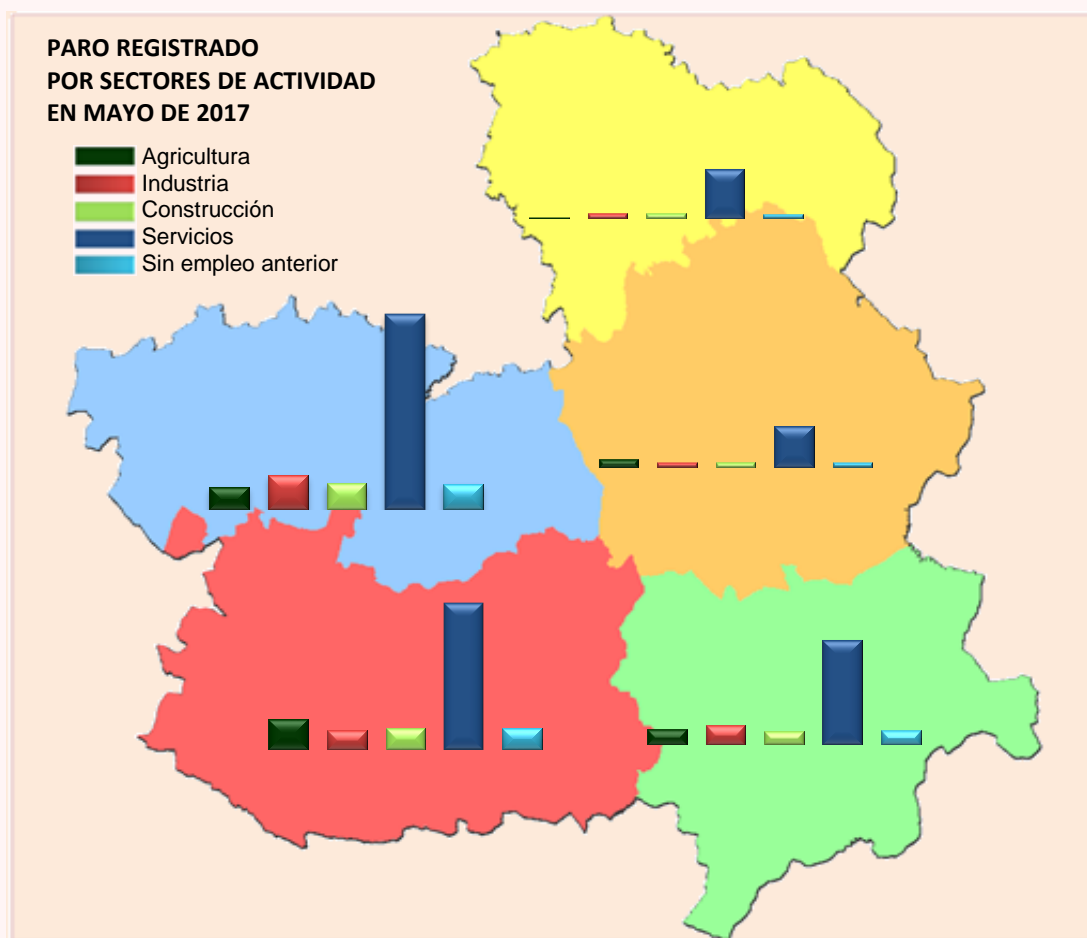 PARO REGISTRADO
POR SECTORES DE ACTIVIDAD
EN MAYO DE 2017
Agricultura
Industria
Construcción
Servicios
Sin empleo anterior